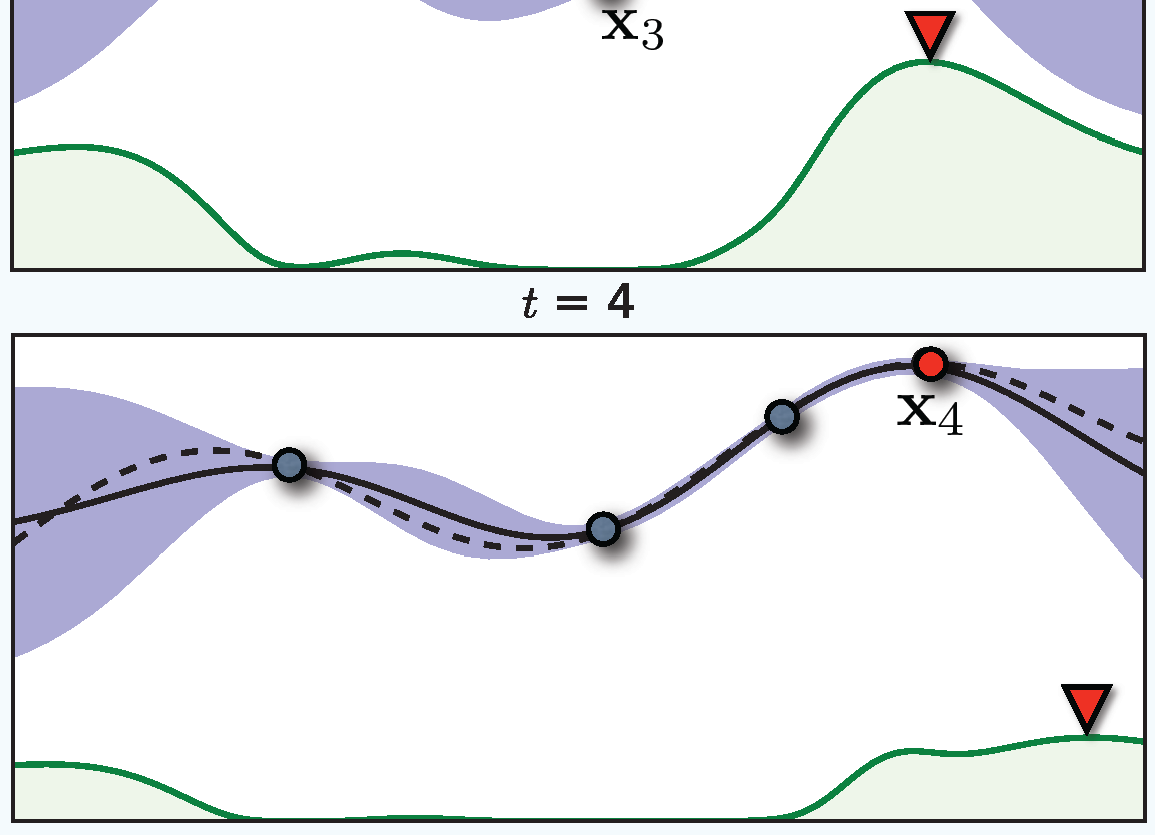 x₃
t = 4
x₄